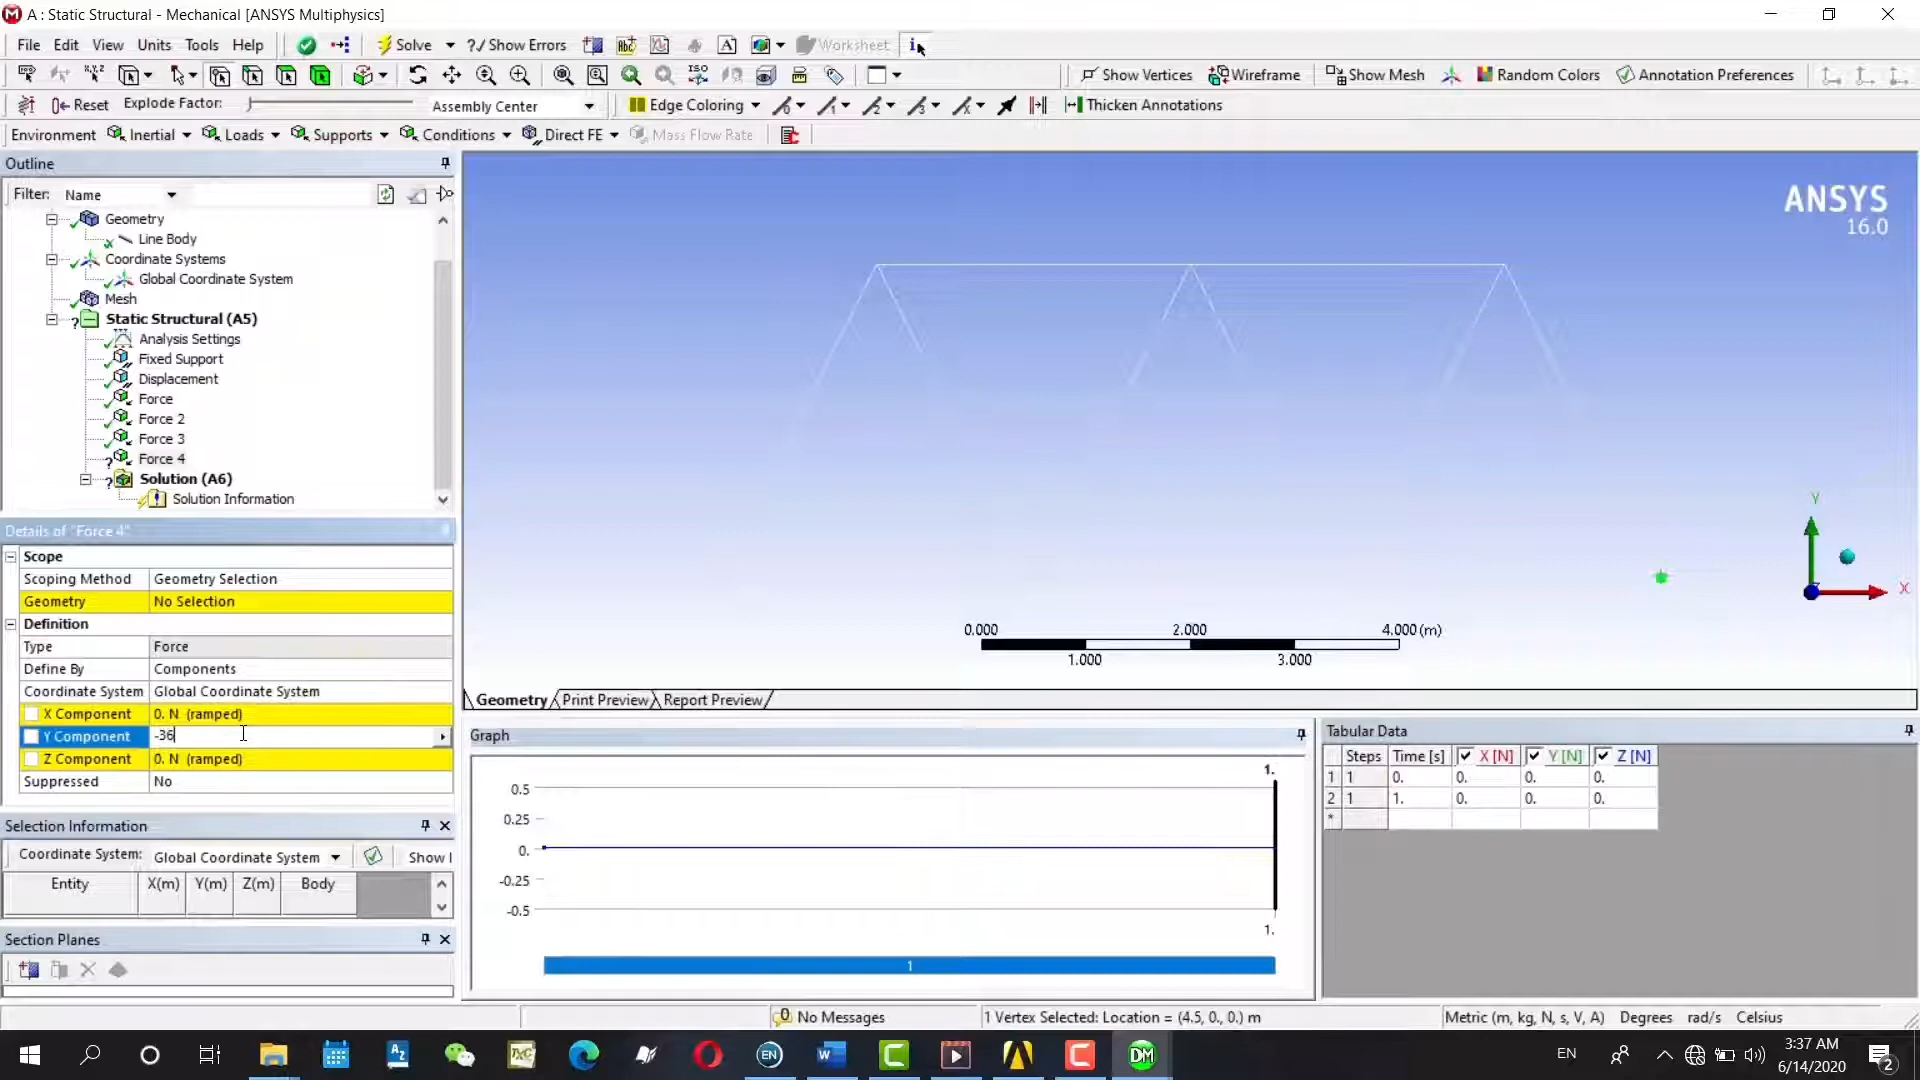 A : Static Structural - Mechanical [ANSYS Multiphysics]
File Edit View Units Tools Help Solve ?/ Show Errors Worksheet
Show Vertices Wireframe Show Mesh Random Colors Annotation Preferences
Reset Explode Factor: Assembly Center Edge Coloring Thicken Annotations
Environment Inertial Loads Supports Conditions Direct FE Mass Flow Rate
Outline
Filter: Name
Geometry
Line Body
Coordinate Systems
Global Coordinate System
Mesh
Static Structural (A5)
Analysis Settings
Fixed Support
Displacement
Force
Force 2
Force 3
Force 4
Solution (A6)
Solution Information
ANSYS
16.0
Y
X
0.000 2.000 4.000 (m)
1.000 3.000
Geometry Print Preview Report Preview
Details of "Force 4"
Scope
Scoping Method Geometry Selection
Geometry No Selection
Definition
Type Force
Define By Components
Coordinate System Global Coordinate System
X Component 0. N (ramped)
Y Component -36
Z Component 0. N (ramped)
Suppressed No
Selection Information
Coordinate System: Global Coordinate System Show I
Entity X(m) Y(m) Z(m) Body
Section Planes
Graph
1.
0.5
0.25
0.
-0.25
-0.5
1.
1
Tabular Data
Steps Time [s] X [N] Y [N] Z [N]
1 1 0. 0. 0. 0.
2 1 1. 0. 0. 0.
*
0 No Messages 1 Vertex Selected: Location = (4.5, 0., 0.) m Metric (m, kg, N, s, V, A) Degrees rad/s Celsius
EN
3:37 AM
6/14/2020
2